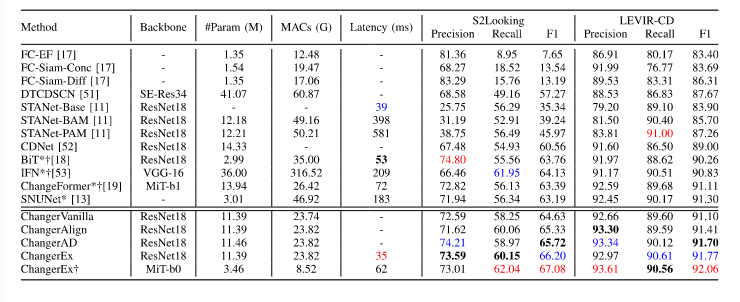 Method Backbone #Param (M) MACs (G) Latency (ms) S2Looking LEVIR-CD
Precision Recall F1 Precision Recall F1
FC-EF [17] - 1.35 12.48 - 81.36 8.95 7.65 86.91 80.17 83.40
FC-Siam-Conc [17] - 1.54 19.47 - 68.27 18.52 13.54 91.99 76.77 83.69
FC-Siam-Diff [17] - 1.35 17.06 - 83.29 15.76 13.19 89.53 83.31 86.31
DTCDSCN [51] SE-Res34 41.07 60.87 - 68.58 49.16 57.27 88.53 86.83 87.67
STANet-Base [11] ResNet18 - - 39 25.75 56.29 35.34 79.20 89.10 83.90
STANet-BAM [11] ResNet18 12.18 49.16 398 31.19 52.91 39.24 81.50 90.40 85.70
STANet-PAM [11] ResNet18 12.21 50.21 581 38.75 56.49 45.97 83.81 91.00 87.26
CDNet [52] ResNet18 14.33 - - 67.48 54.93 60.56 91.60 86.50 89.00
BiT*†[18] ResNet18 2.99 35.00 53 74.80 55.56 63.76 91.97 88.62 90.26
IFN*†[53] VGG-16 36.00 316.52 209 66.46 61.95 64.13 91.17 90.51 90.83
ChangeFormer*†[19] MiT-b1 13.94 26.42 72 72.82 56.13 63.39 92.59 89.68 91.11
SNUNet* [13] - 3.01 46.92 183 71.94 56.34 63.19 92.45 90.17 91.30
ChangerVanilla ResNet18 11.39 23.74 - 72.59 58.25 64.63 92.66 89.60 91.10
ChangerAlign ResNet18 11.39 23.82 - 71.62 60.06 65.33 93.30 89.59 91.41
ChangerAD ResNet18 11.46 23.82 - 74.21 58.97 65.72 93.34 90.12 91.70
ChangerEx ResNet18 11.39 23.82 35 73.59 60.15 66.20 92.97 90.61 91.77
ChangerEx† MiT-b0 3.46 8.52 62 73.01 62.04 67.08 93.61 90.56 92.06